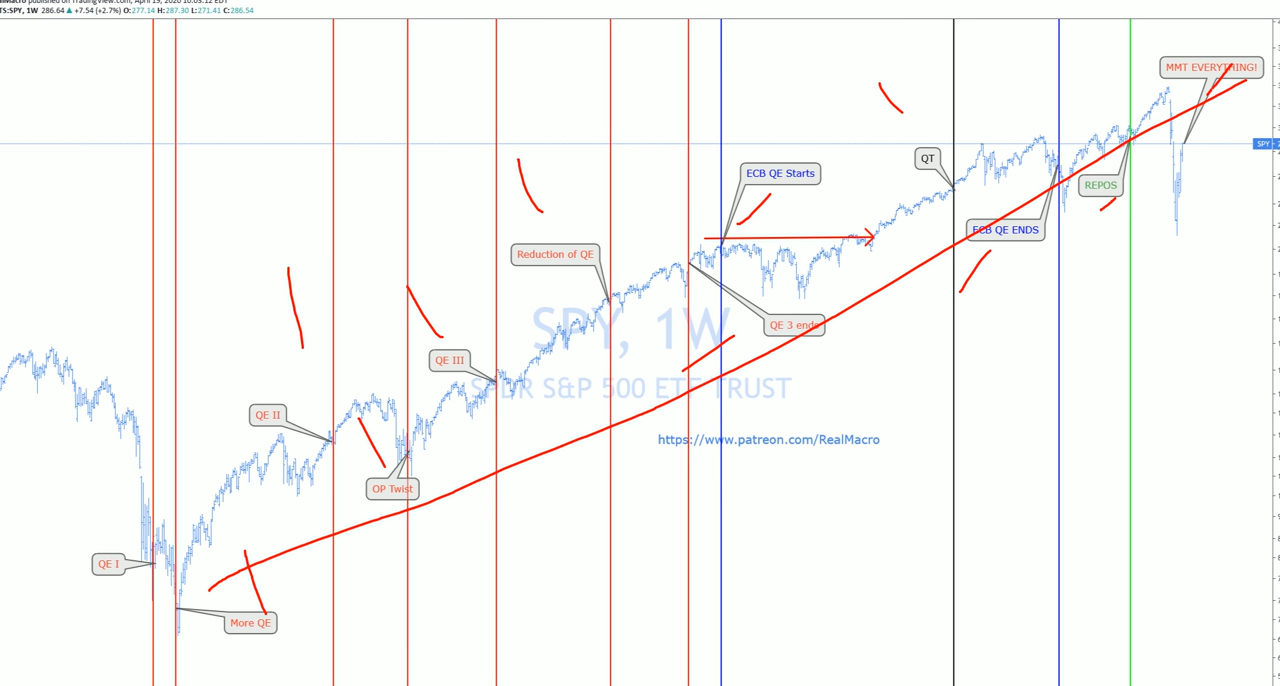 RealMacro published on TradingView.com, April 19, 2020 10:03:12 EDT
TS:SPY, 1W 286.64 ▲ +7.54 (+2.7%) O:277.14 H:287.30 L:271.41 C:286.54
MMT EVERYTHING!
SPY
QT
ECB QE Starts
REPOS
ECB QE ENDS
Reduction of QE
QE 3 ends
SPY, 1W
QE III
SPDR S&P 500 ETF TRUST
QE II
https://www.patreon.com/RealMacro
OP Twist
QE I
More QE